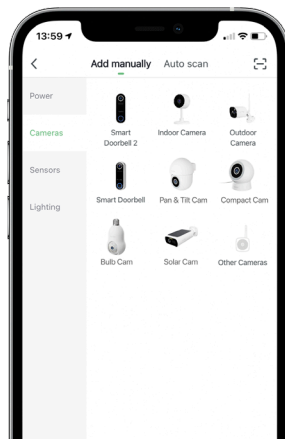 13:59
Add manually Auto scan
Power
Cameras
Sensors
Lighting
Smart
Doorbell 2
Indoor Camera
Outdoor
Camera
Smart Doorbell
Pan & Tilt Cam
Compact Cam
Bulb Cam
Solar Cam
Other Cameras